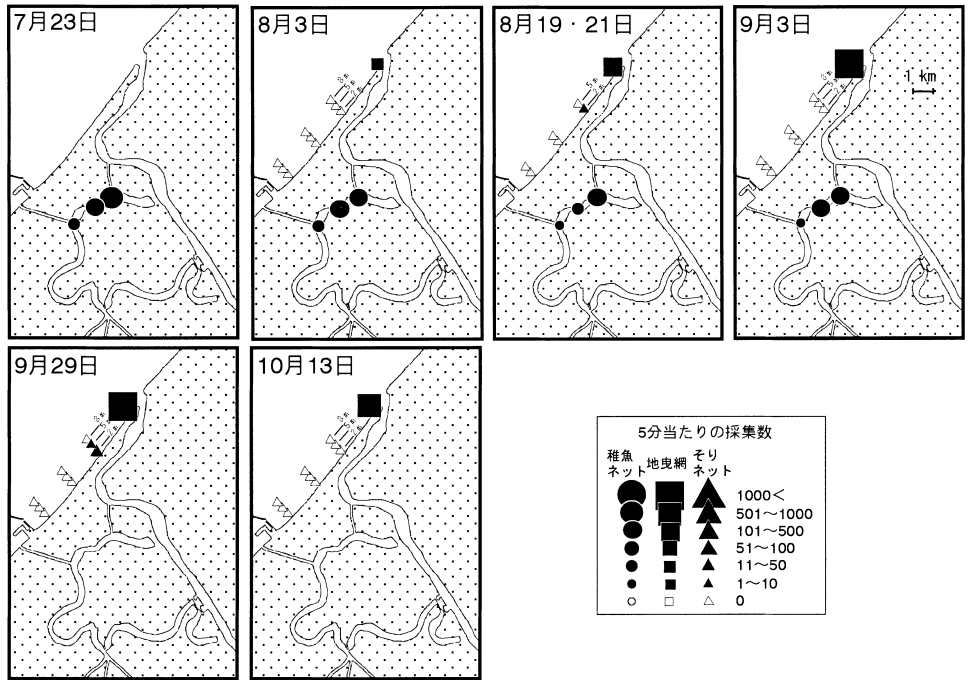 7月23日
8月3日
8月19・21日
9月3日
1 km
9月29日
10月13日
5分当たりの採集数
稚魚ネット
地曳網
そりネット
1000<
501〜1000
101〜500
51〜100
11〜50
1〜10
0